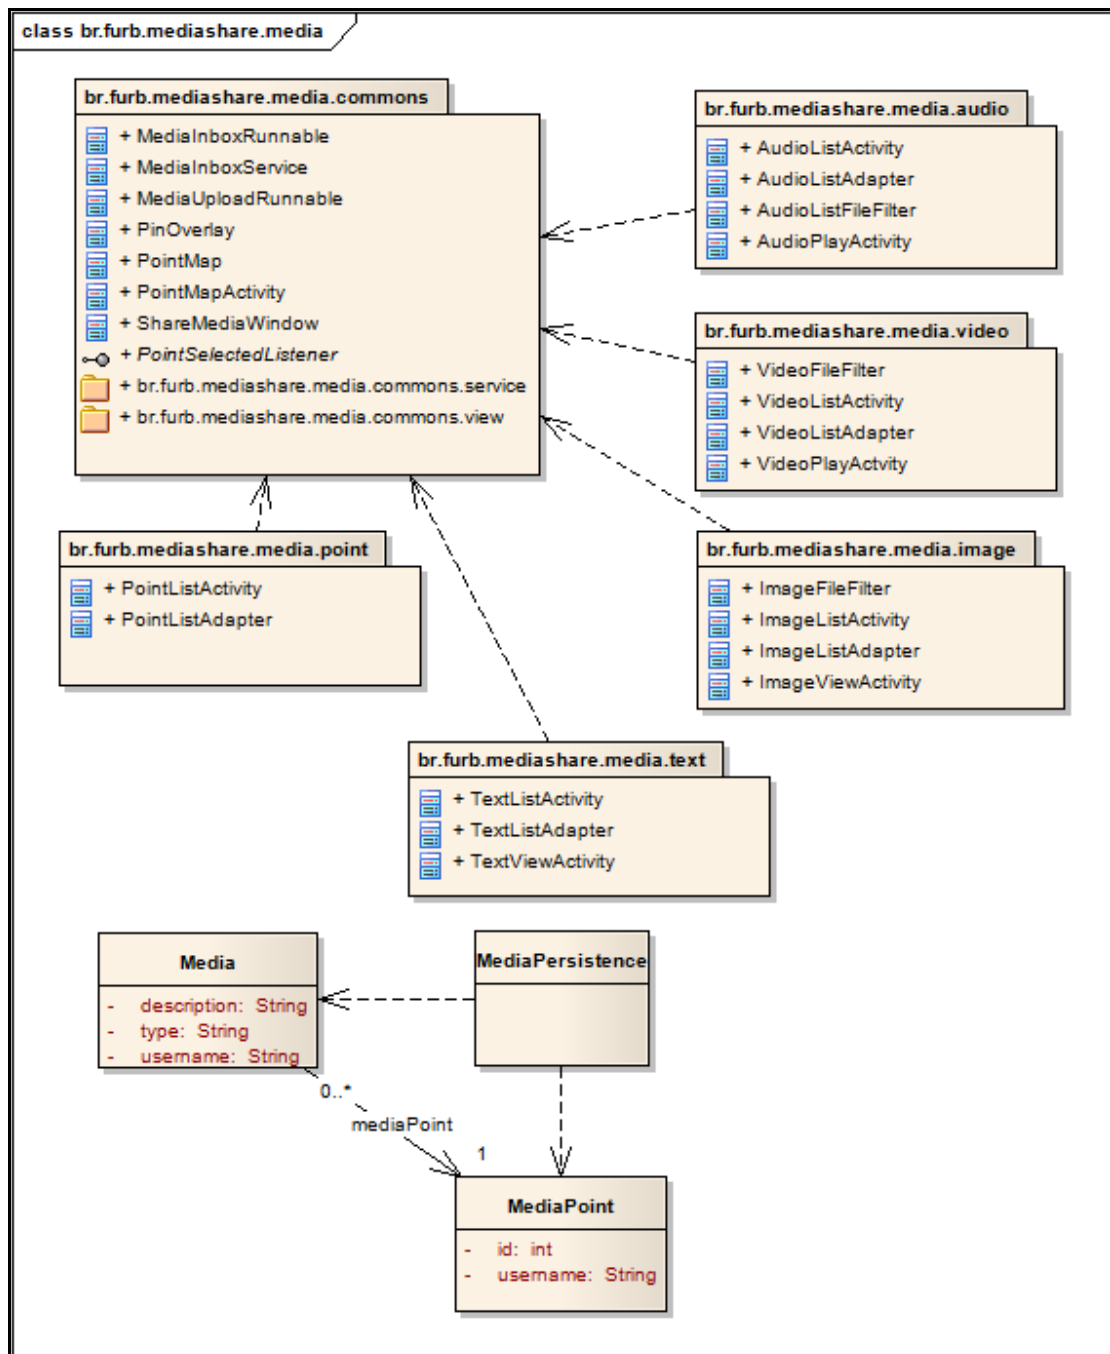 class br.furb.mediashare.media
br.furb.mediashare.media.commons
+ MediaInboxRunnable
+ MediaInboxService
+ MediaUploadRunnable
+ PinOverlay
+ PointMap
+ PointMapActivity
+ ShareMediaWindow
+ PointSelectedListener
+ br.furb.mediashare.media.commons.service
+ br.furb.mediashare.media.commons.view
br.furb.mediashare.media.audio
+ AudioListActivity
+ AudioListAdapter
+ AudioListFileFilter
+ AudioPlayActivity
br.furb.mediashare.media.video
+ VideoFileFilter
+ VideoListActivity
+ VideoListAdapter
+ VideoPlayActvity
br.furb.mediashare.media.point
+ PointListActivity
+ PointListAdapter
br.furb.mediashare.media.image
+ ImageFileFilter
+ ImageListActivity
+ ImageListAdapter
+ ImageViewActivity
br.furb.mediashare.media.text
+ TextListActivity
+ TextListAdapter
+ TextViewActivity
Media
- description: String
- type: String
- username: String
MediaPersistence
0..*
mediaPoint
1
MediaPoint
- id: int
- username: String